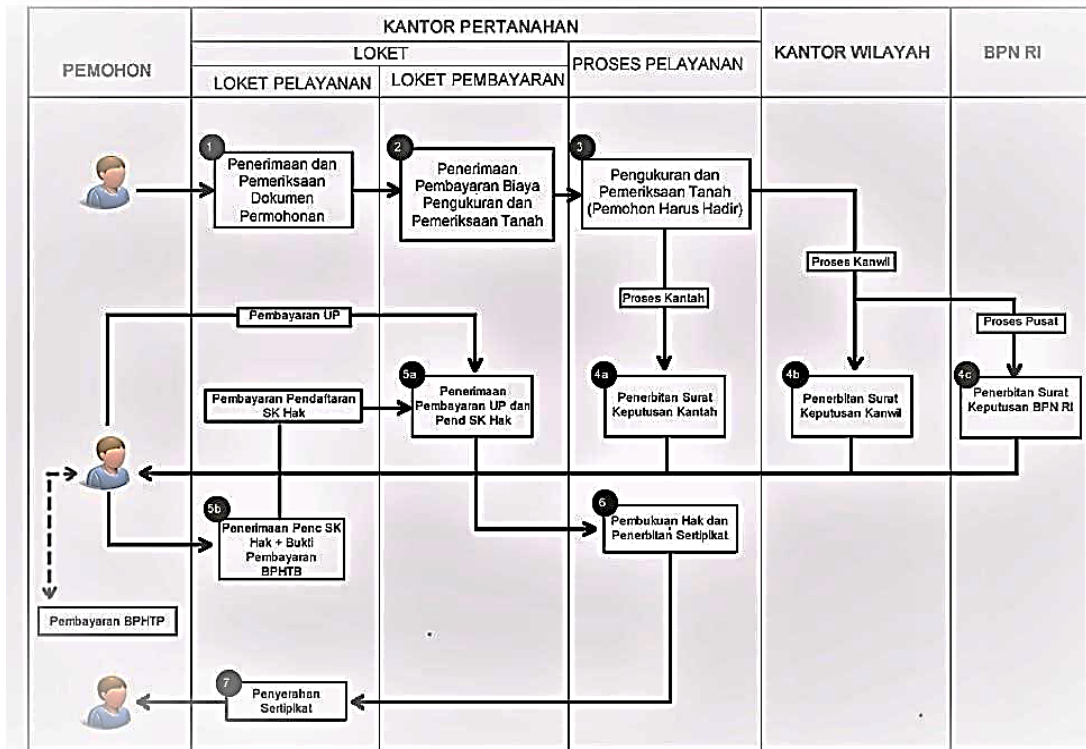 PEMOHON
KANTOR PERTANAHAN
LOKET
LOKET PELAYANAN
LOKET PEMBAYARAN
PROSES PELAYANAN
KANTOR WILAYAH
BPN RI
1
Penerimaan dan
Pemeriksaan
Dokumen
Permohonan
2
Penerimaan
Pembayaran Biaya
Pengukuran dan
Pemeriksaan Tanah
3
Pengukuran dan
Pemeriksaan Tanah
(Pemohon Harus Hadir)
Proses Kanwil
Proses Kantah
Proses Pusat
Pembayaran UP
5a
Penerimaan
Pembayaran UP dan
Pend SK Hak
4a
Penerbitan Surat
Keputusan Kantah
4b
Penerbitan Surat
Keputusan Kanwil
4c
Penerbitan Surat
Keputusan BPN RI
Pembayaran Pendaftaran
SK Hak
5b
Penerimaan Penc SK
Hak + Bukti
Pembayaran
BPHTB
6
Pembukuan Hak dan
Penerbitan Sertipikat
Pembayaran BPHTP
7
Penyerahan
Sertipikat